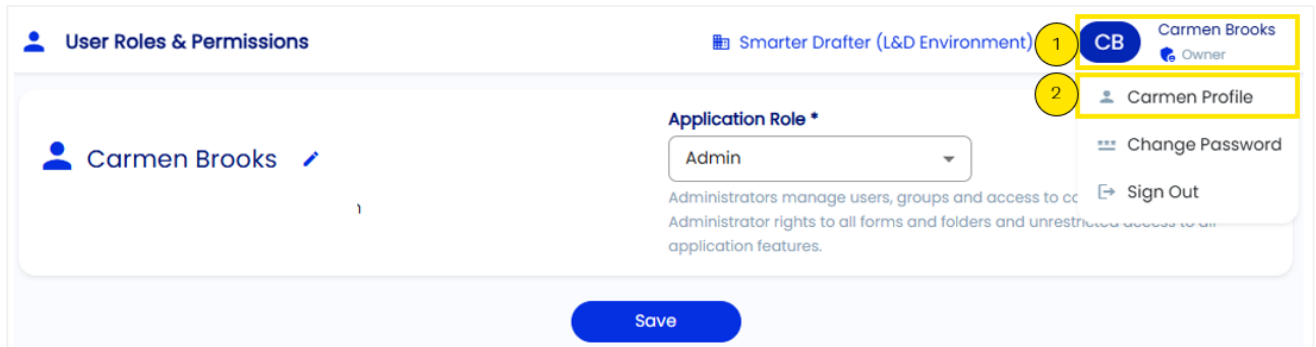 User Roles & Permissions
Smarter Drafter (L&D Environment)
1
CB
Carmen Brooks
Owner
2
Carmen Profile
Change Password
Sign Out
Carmen Brooks
Application Role *
Admin
Administrators manage users, groups and access to
Administrator rights to all forms and folders and unrestricted access to all
application features.
Save